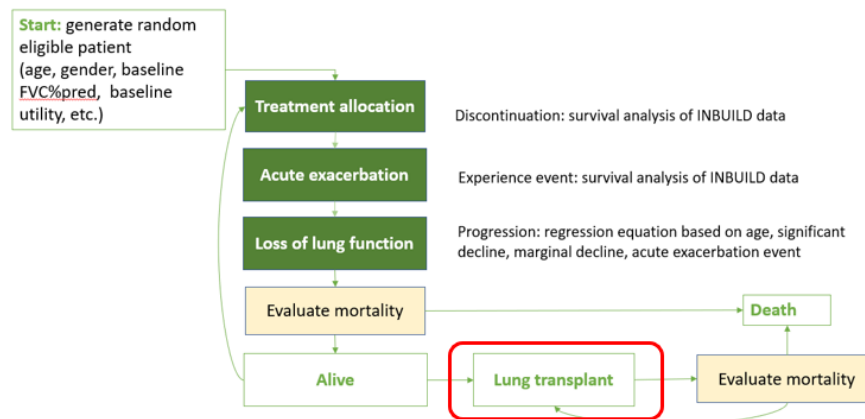 Start: generate random
eligible patient
(age, gender, baseline
FVC%pred,  baseline
utility, etc.)
Treatment allocation
Discontinuation: survival analysis of INBUILD data
Acute exacerbation
Experience event: survival analysis of INBUILD data
Loss of lung function
Progression: regression equation based on age, significant
decline, marginal decline, acute exacerbation event
Evaluate mortality
Death
Alive
Lung transplant
Evaluate mortality